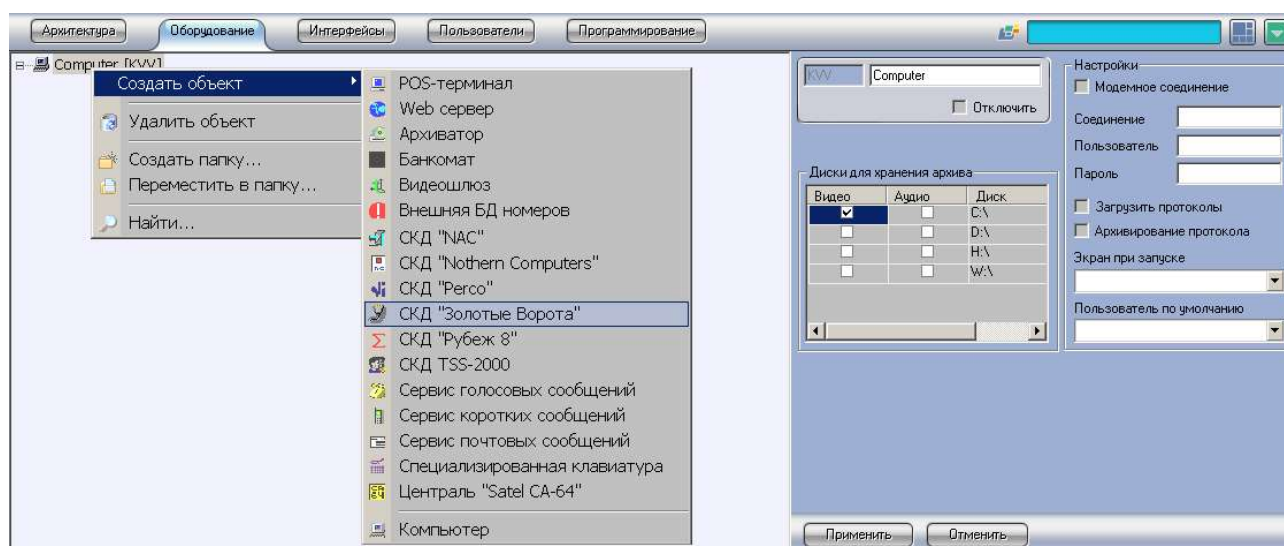 Архитектура
Оборудование
Интерфейсы
Пользователи
Программирование
Computer [KVV]
Создать объект
Удалить объект
Создать папку...
Переместить в папку...
Найти...
POS-терминал
Web сервер
Архиватор
Банкомат
Видеошлюз
Внешняя БД номеров
СКД "NAC"
СКД "Nothern Computers"
СКД "Perco"
СКД "Золотые Ворота"
СКД "Рубеж 8"
СКД TSS-2000
Сервис голосовых сообщений
Сервис коротких сообщений
Сервис почтовых сообщений
Специализированная клавиатура
Централь "Satel CA-64"
Компьютер
KVV Computer
Отключить
Диски для хранения архива
Видео Аудио Диск
C:\
D:\
H:\
W:\
Настройки
Модемное соединение
Соединение
Пользователь
Пароль
Загрузить протоколы
Архивирование протокола
Экран при запуске
Пользователь по умолчанию
Применить
Отменить